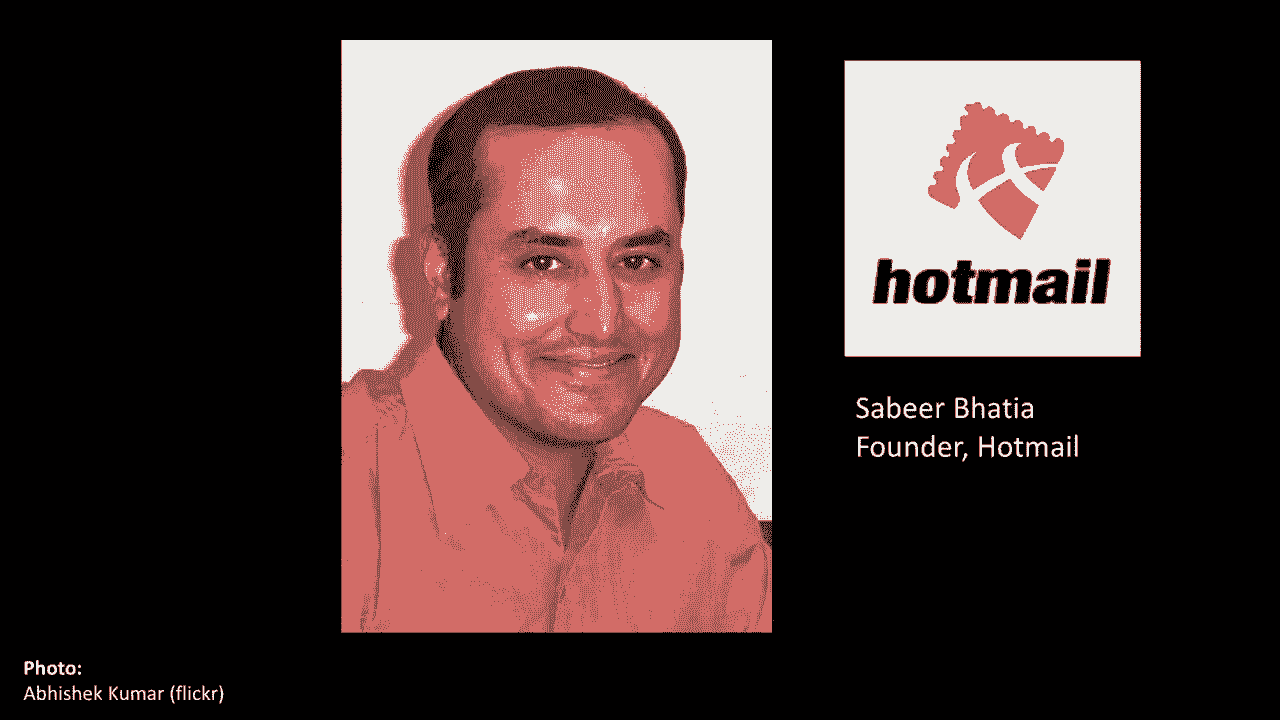 hotmail
Sabeer Bhatia
Founder, Hotmail
Photo:
Abhishek Kumar (flickr)